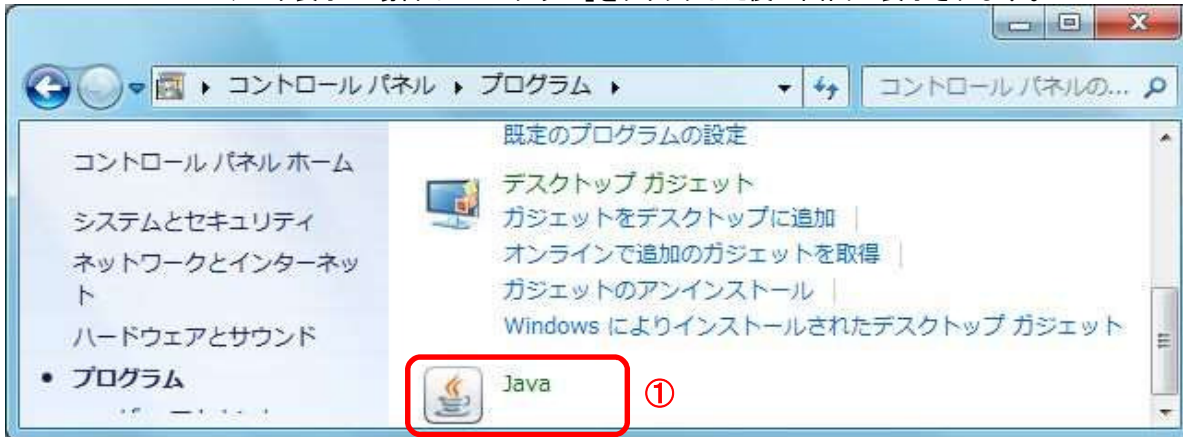 コントロール パネル ▸ プログラム ▸
コントロール パネルの...
コントロール パネル ホーム
システムとセキュリティ
ネットワークとインターネッ
ト
ハードウェアとサウンド
• プログラム
既定のプログラムの設定
デスクトップ ガジェット
ガジェットをデスクトップに追加
オンラインで追加のガジェットを取得
ガジェットのアンインストール
Windows によりインストールされたデスクトップ ガジェット
Java
①